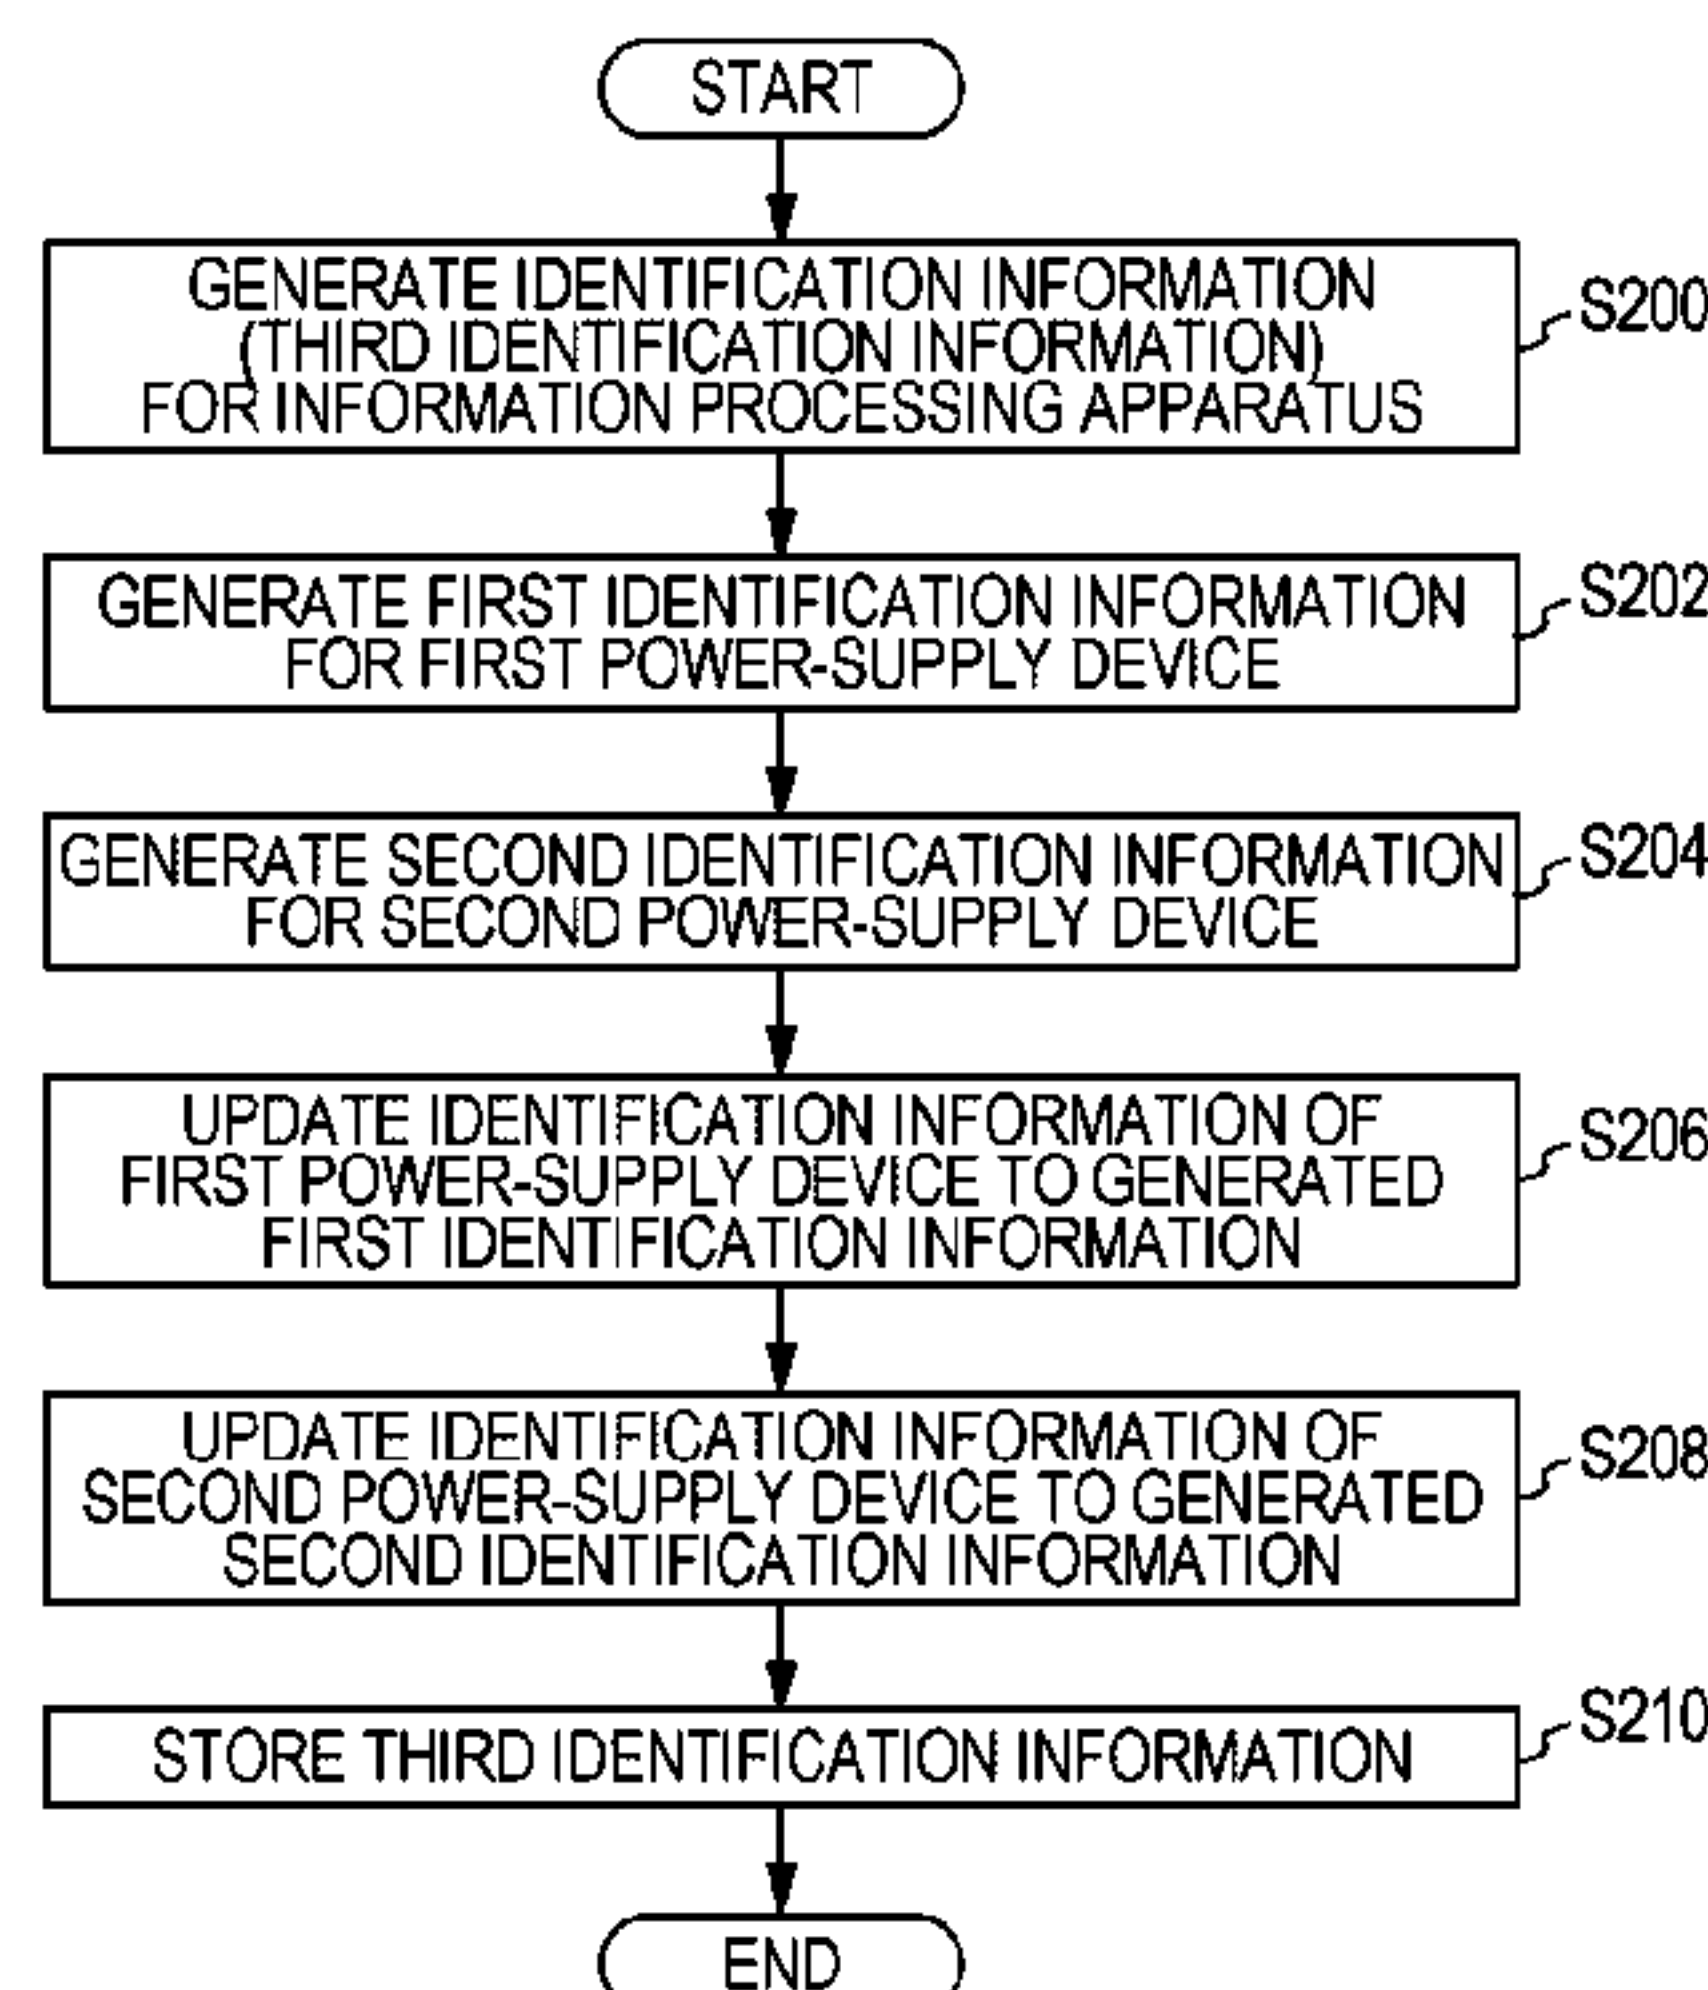 START
GENERATE IDENTIFICATION INFORMATION
(THIRD IDENTIFICATION INFORMATION)
FOR INFORMATION PROCESSING APPARATUS
S200
GENERATE FIRST IDENTIFICATION INFORMATION
FOR FIRST POWER-SUPPLY DEVICE
S202
GENERATE SECOND IDENTIFICATION INFORMATION
FOR SECOND POWER-SUPPLY DEVICE
S204
UPDATE IDENTIFICATION INFORMATION OF
FIRST POWER-SUPPLY DEVICE TO GENERATED
FIRST IDENTIFICATION INFORMATION
S206
UPDATE IDENTIFICATION INFORMATION OF
SECOND POWER-SUPPLY DEVICE TO GENERATED
SECOND IDENTIFICATION INFORMATION
S208
STORE THIRD IDENTIFICATION INFORMATION
S210
END